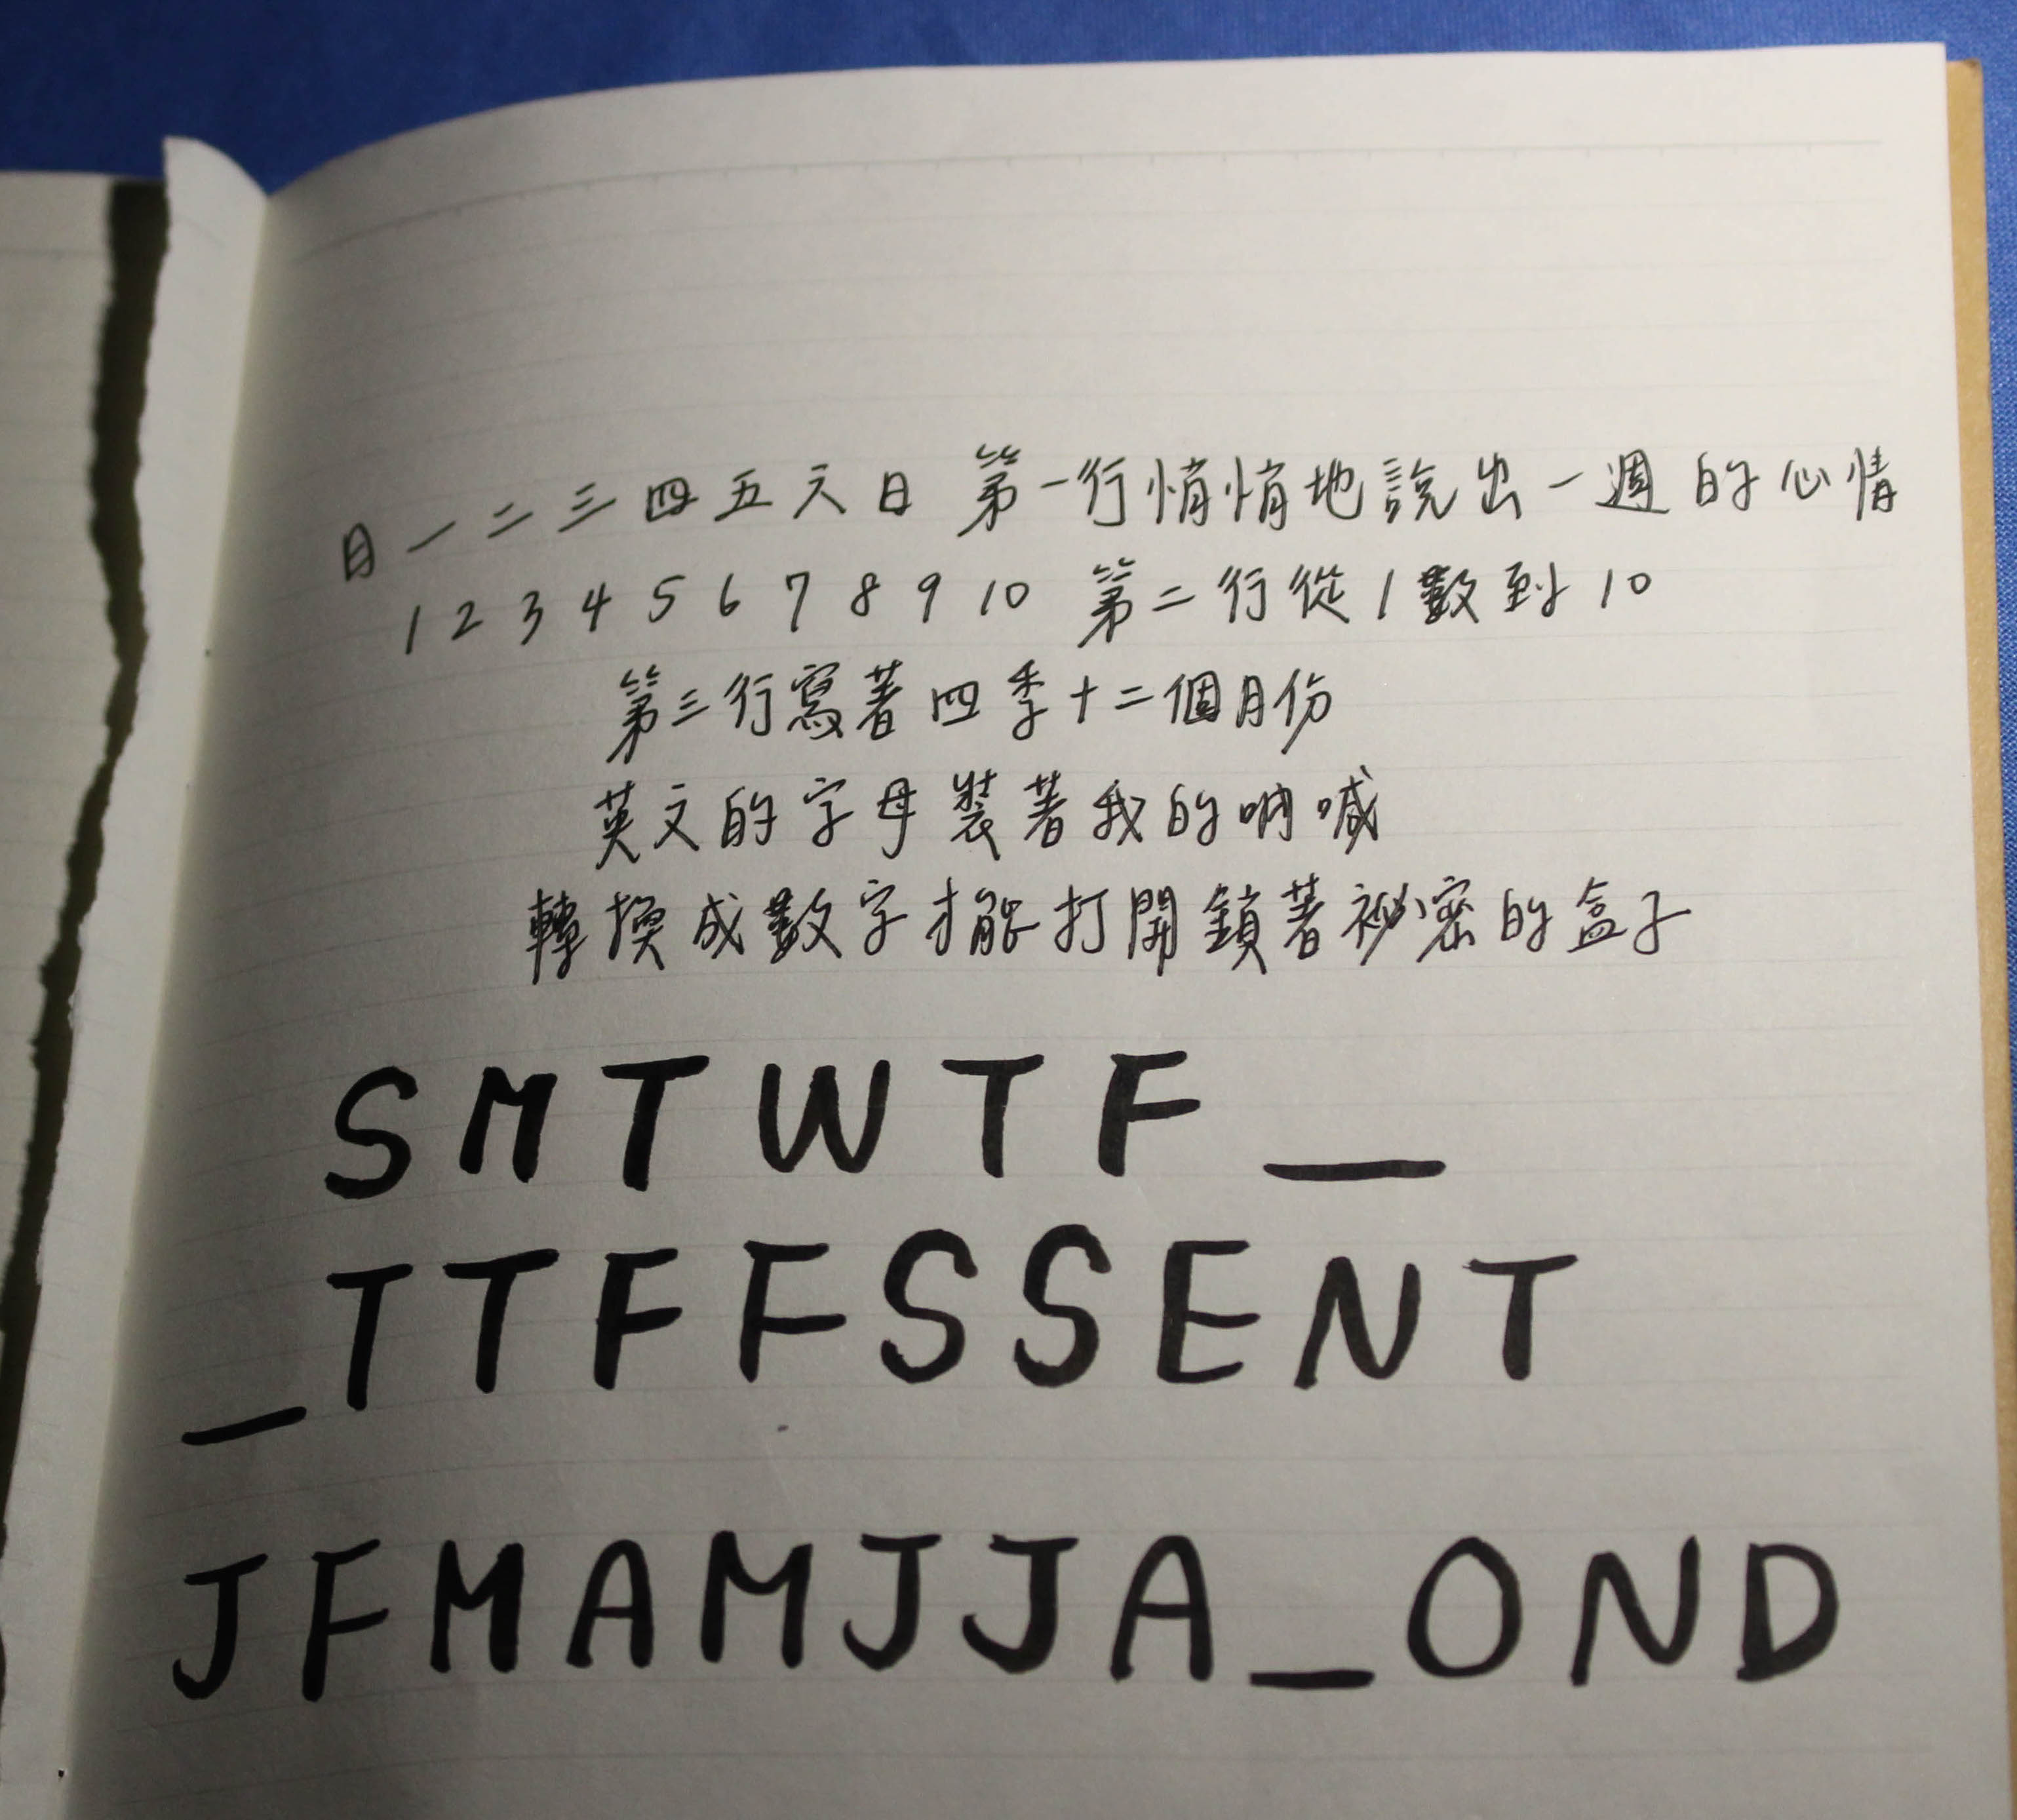 日一二三四五六日 第一行悄悄地說出一週的心情
1 2 3 4 5 6 7 8 9 10 第二行從1數到10
第三行寫著四季十二個月份
英文的字母裝著我的吶喊
轉換成數字才能打開鎖著祕密的盒子
SMTWTF_
_TTFFSSENT
JFMAMJJA_OND